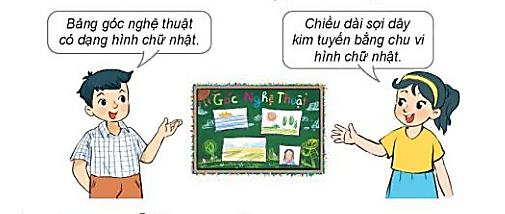 Bảng góc nghệ thuật
có dạng hình chữ nhật.
Chiều dài sợi dây
kim tuyến bằng chu vi
hình chữ nhật.
Góc Nghệ Thuật